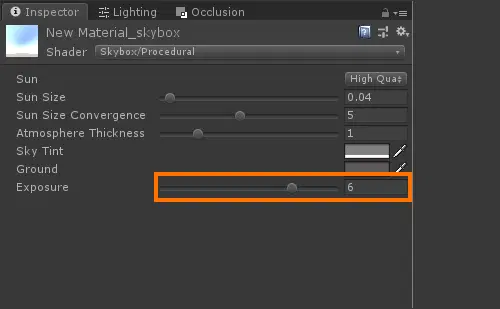 Inspector Lighting Occlusion
New Material_skybox
Shader Skybox/Procedural
Sun High Qua
Sun Size 0.04
Sun Size Convergence 5
Atmosphere Thickness 1
Sky Tint
Ground
Exposure 6